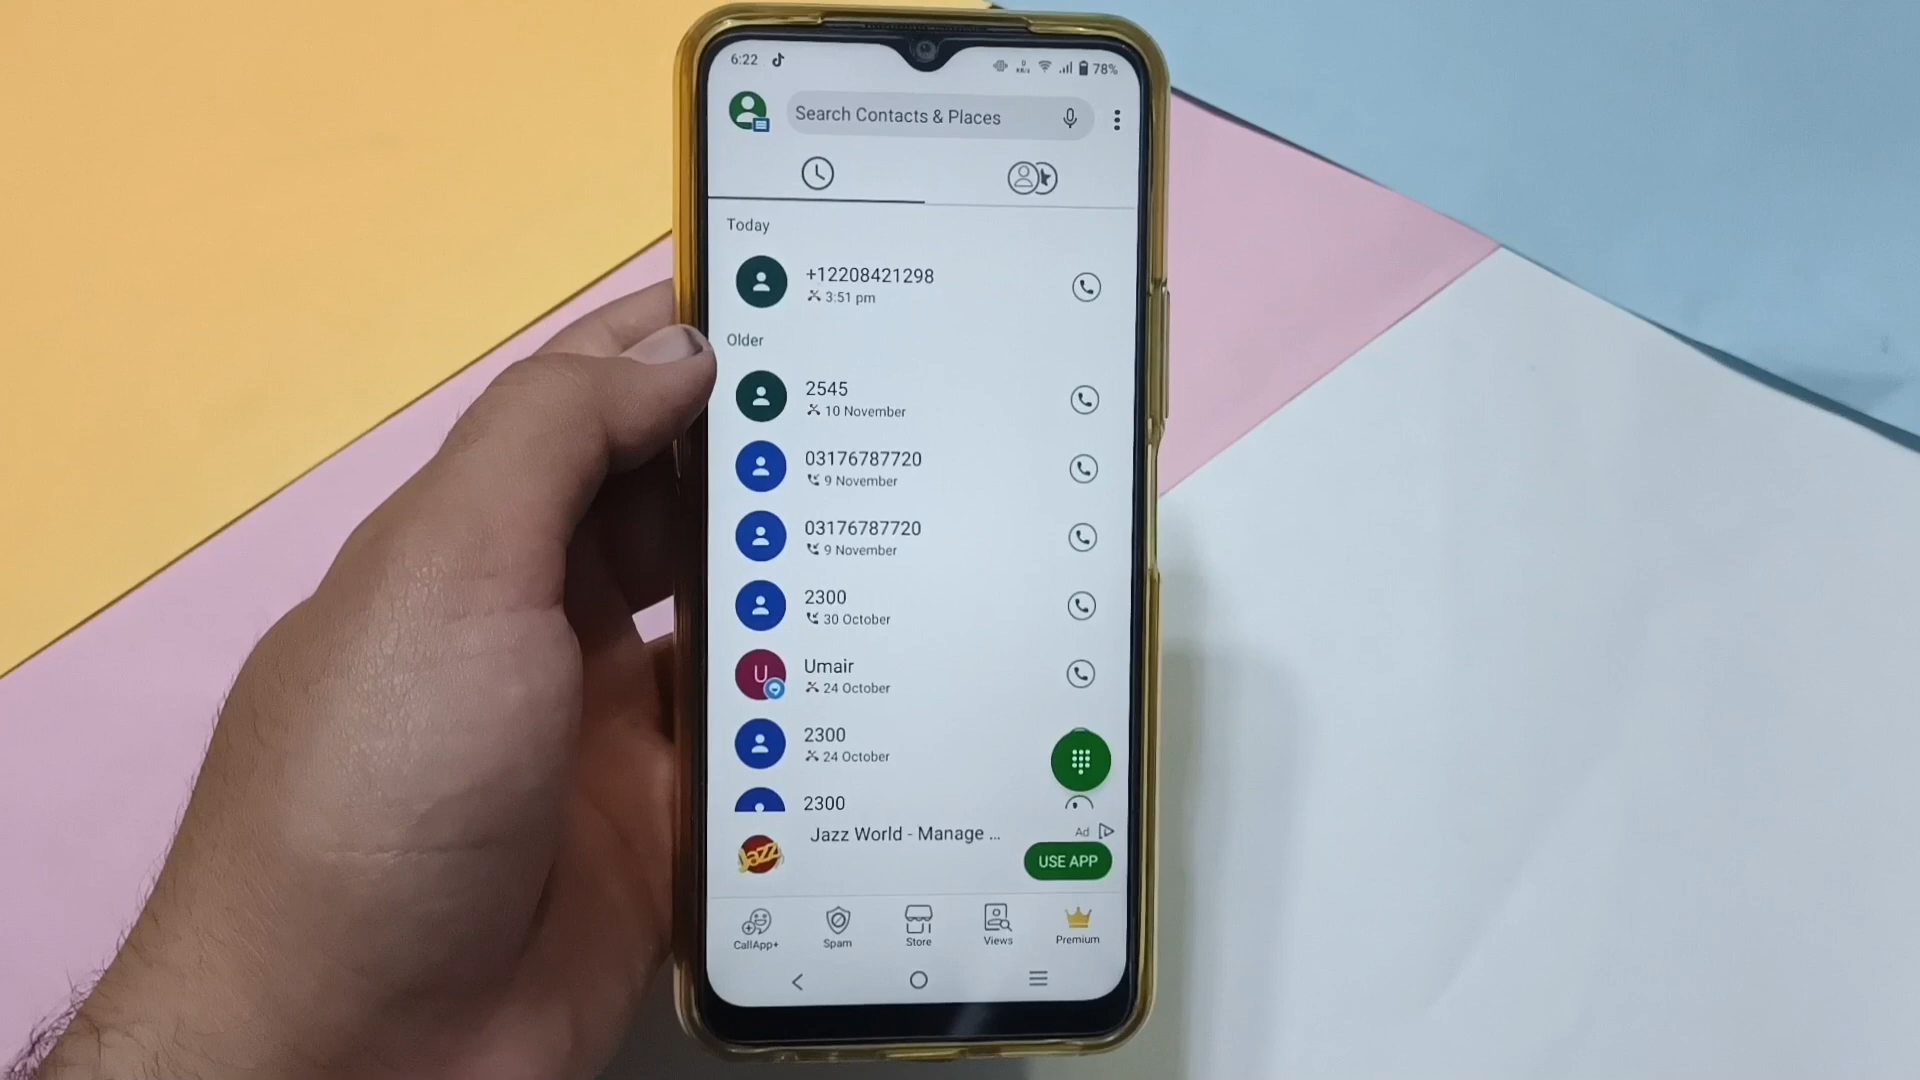 6:22
78%
Search Contacts & Places
Today
+12208421298
3:51 pm
Older
2545
10 November
03176787720
9 November
03176787720
9 November
2300
30 October
U
Umair
24 October
2300
24 October
2300
Jazz World - Manage ...
Ad
Jazz
USE APP
CallApp+
Spam
Store
Views
Premium